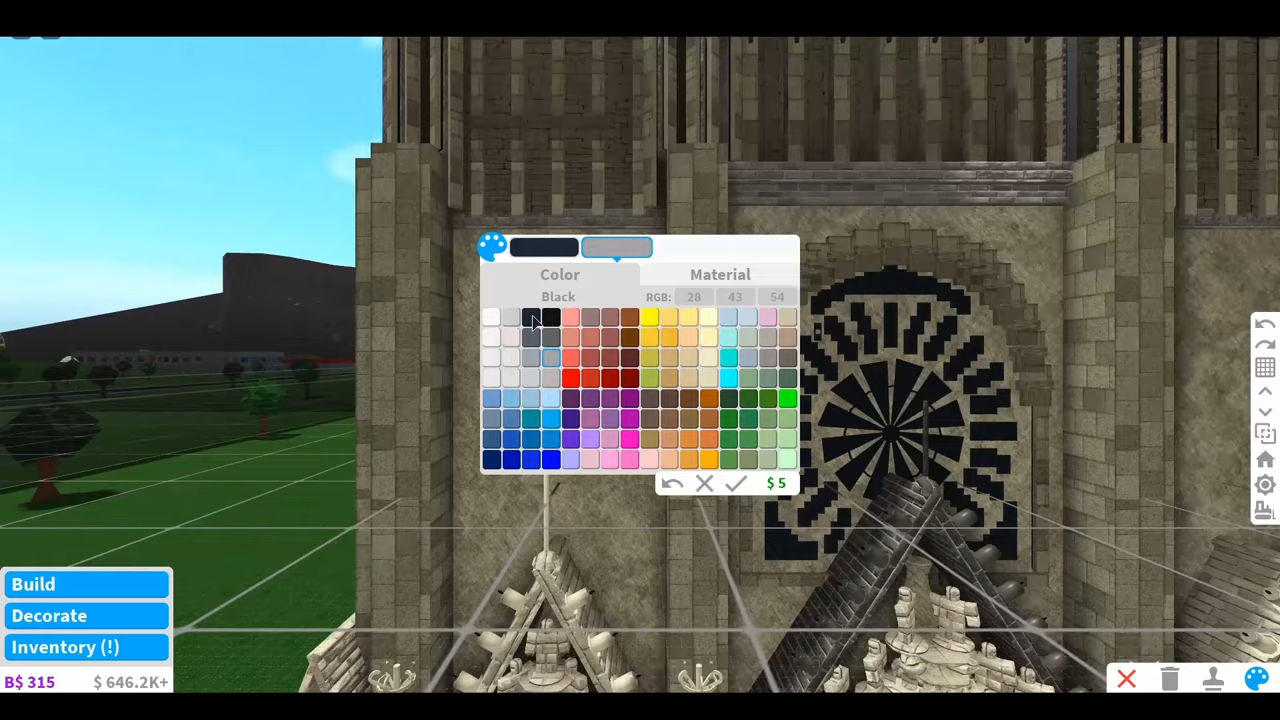 Color
Material
Black
RGB: 28 43 54
$ 5
Build
Decorate
Inventory (!)
B$ 315
$ 646.2K+